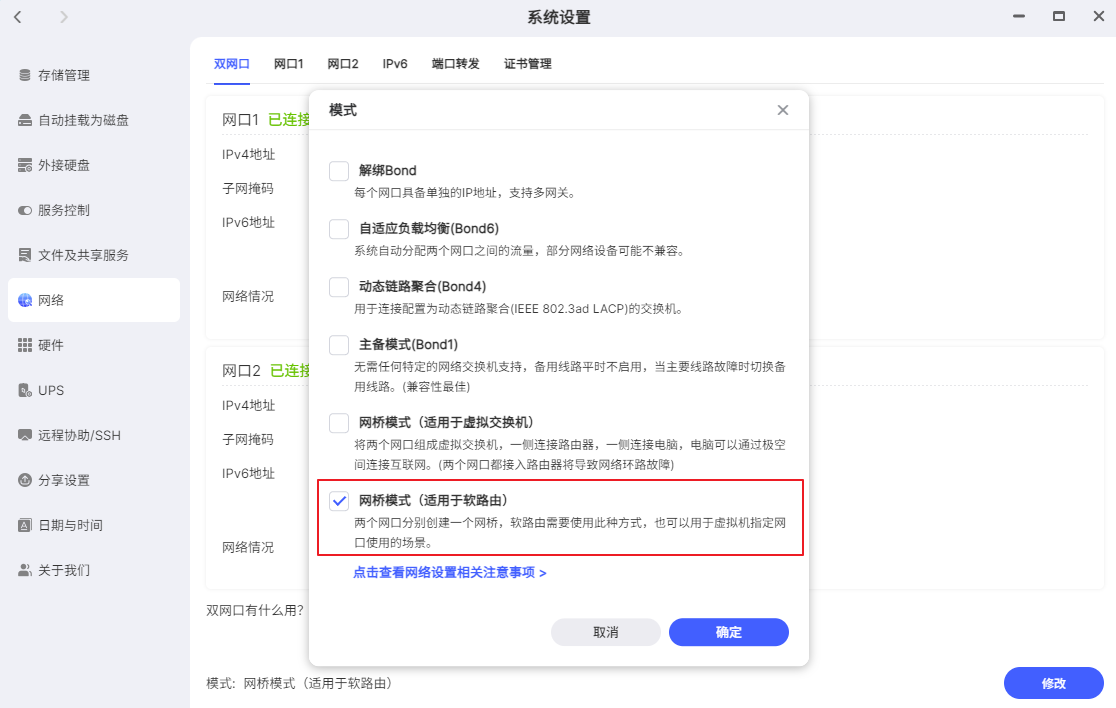 系统设置
存储管理
自动挂载为磁盘
外接硬盘
服务控制
文件及共享服务
网络
硬件
UPS
远程协助/SSH
分享设置
日期与时间
关于我们
双网口 网口1 网口2 IPv6 端口转发 证书管理
网口1 已连接
IPv4地址
子网掩码
IPv6地址
网络情况
网口2 已连接
IPv4地址
子网掩码
IPv6地址
网络情况
双网口有什么用?
模式: 网桥模式（适用于软路由）
修改
模式
解绑Bond
每个网口具备单独的IP地址，支持多网关。
自适应负载均衡(Bond6)
系统自动分配两个网口之间的流量，部分网络设备可能不兼容。
动态链路聚合(Bond4)
用于连接配置为动态链路聚合(IEEE 802.3ad LACP)的交换机。
主备模式(Bond1)
无需任何特定的网络交换机支持，备用线路平时不启用，当主要线路故障时切换备
用线路。(兼容性最佳)
网桥模式（适用于虚拟交换机）
将两个网口组成虚拟交换机，一侧连接路由器，一侧连接电脑，电脑可以通过极空
间连接互联网。(两个网口都接入路由器将导致网络环路故障)
网桥模式（适用于软路由）
两个网口分别创建一个网桥，软路由需要使用此种方式，也可以用于虚拟机指定网
口使用的场景。
点击查看网络设置相关注意事项 >
取消
确定